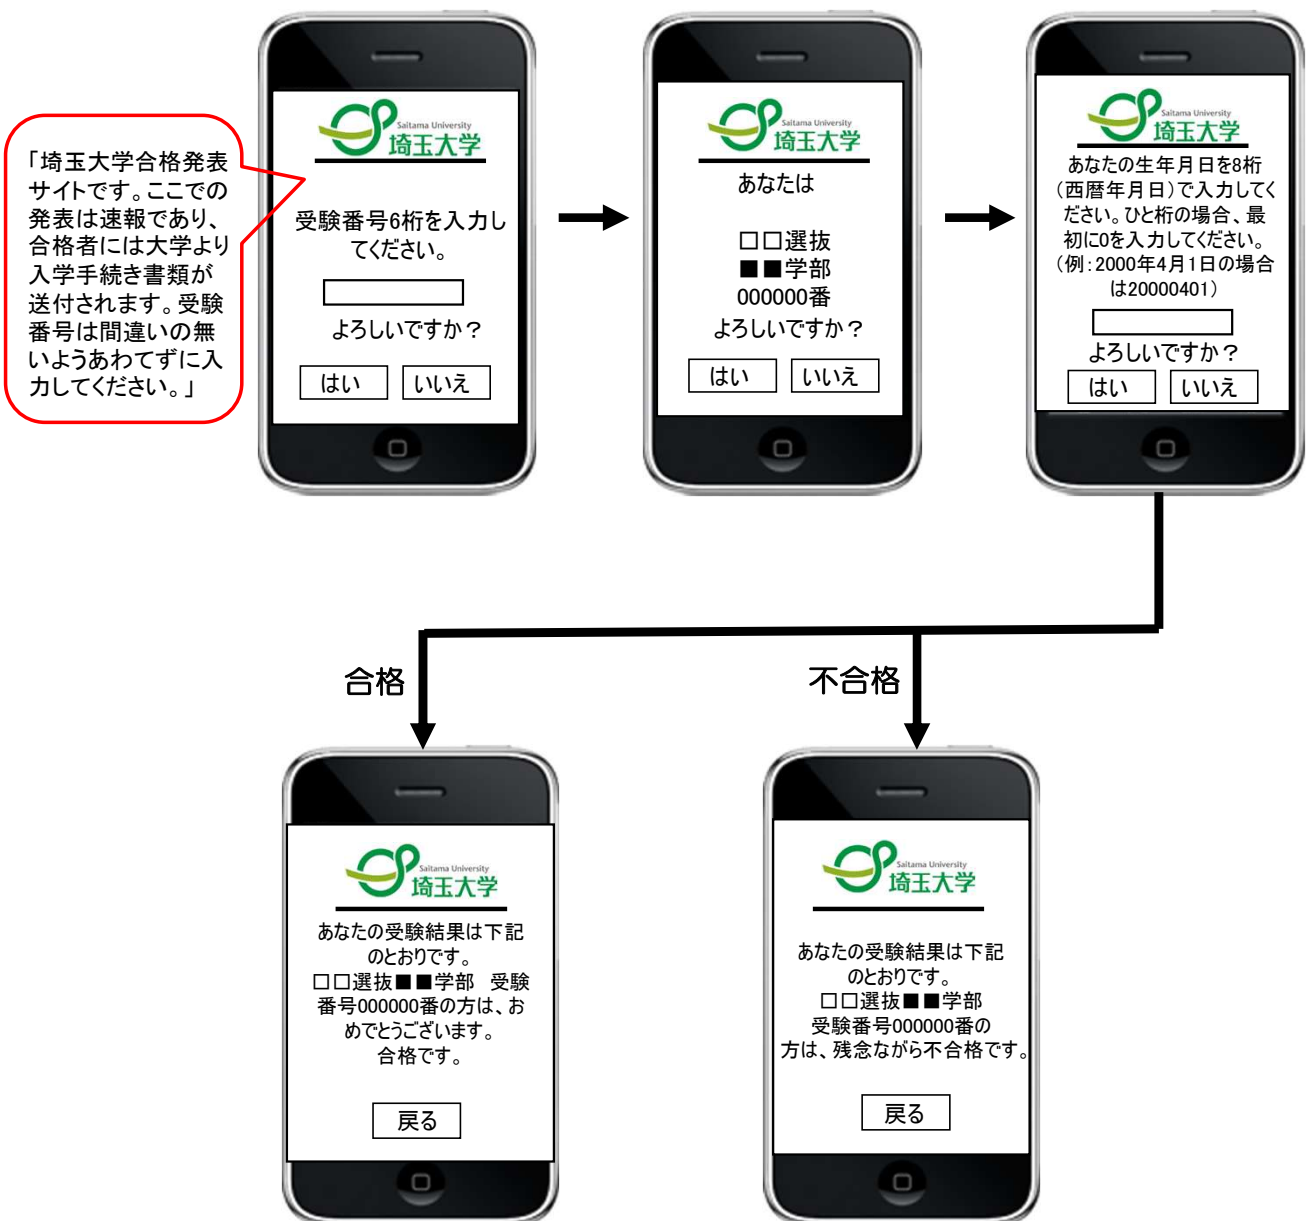 「埼玉大学合格発表
サイトです。ここでの
発表は速報であり、
合格者には大学より
入学手続き書類が
送付されます。受験
番号は間違いの無
いようあわてずに入
力してください。」
Saitama University
埼玉大学
受験番号6桁を入力し
てください。
よろしいですか？
はい
いいえ
Saitama University
埼玉大学
あなたは
□□選抜
■■学部
000000番
よろしいですか？
はい
いいえ
Saitama University
埼玉大学
あなたの生年月日を8桁
（西暦年月日）で入力してく
ださい。ひと桁の場合、最
初に0を入力してください。
（例：2000年4月1日の場合
は20000401）
よろしいですか？
はい
いいえ
合格
不合格
Saitama University
埼玉大学
あなたの受験結果は下記
のとおりです。
□□選抜■■学部　受験
番号000000番の方は、お
めでとうございます。
合格です。
戻る
Saitama University
埼玉大学
あなたの受験結果は下記
のとおりです。
□□選抜■■学部
受験番号000000番の
方は、残念ながら不合格です。
戻る